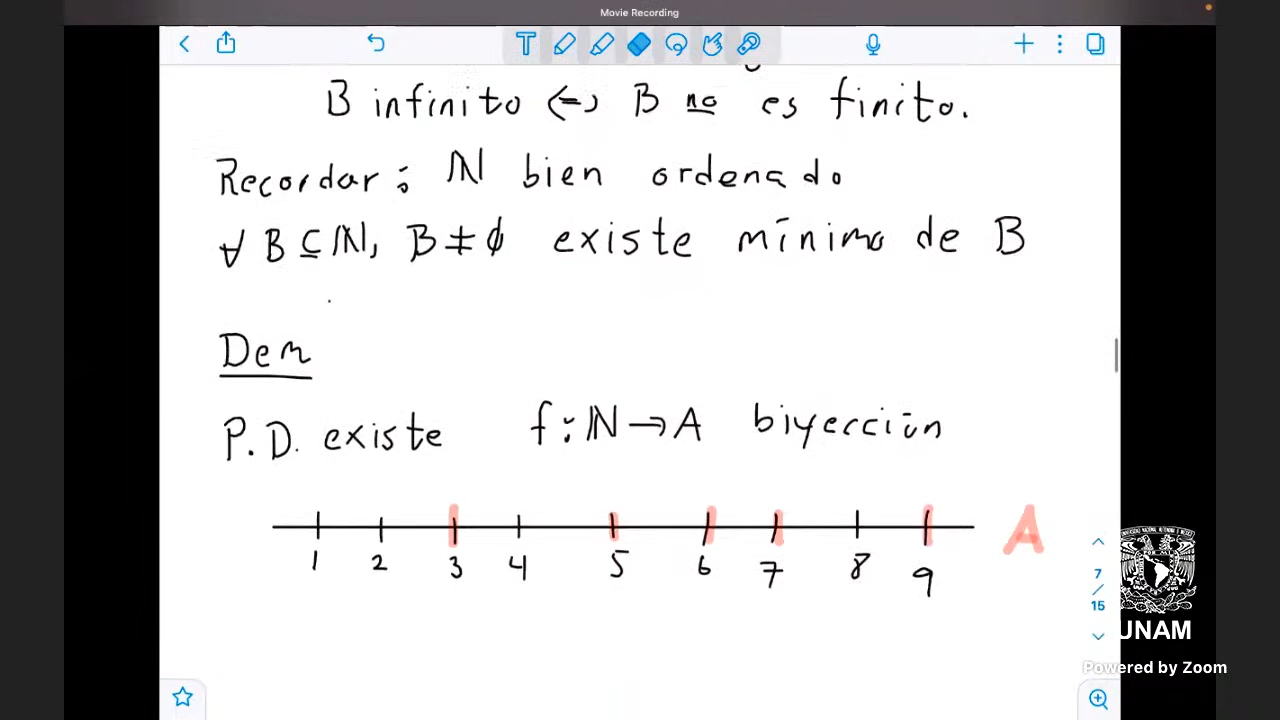 Movie Recording
B infinito ↔ B no es finito.
Recordar: ℕ bien ordenado
∀ B ⊆ ℕ, B ≠ ∅ existe mínimo de B
Dem
P.D. existe f: ℕ → A biyección
A
1 2 3 4 5 6 7 8 9
7
/
15
UNAM
Powered by Zoom